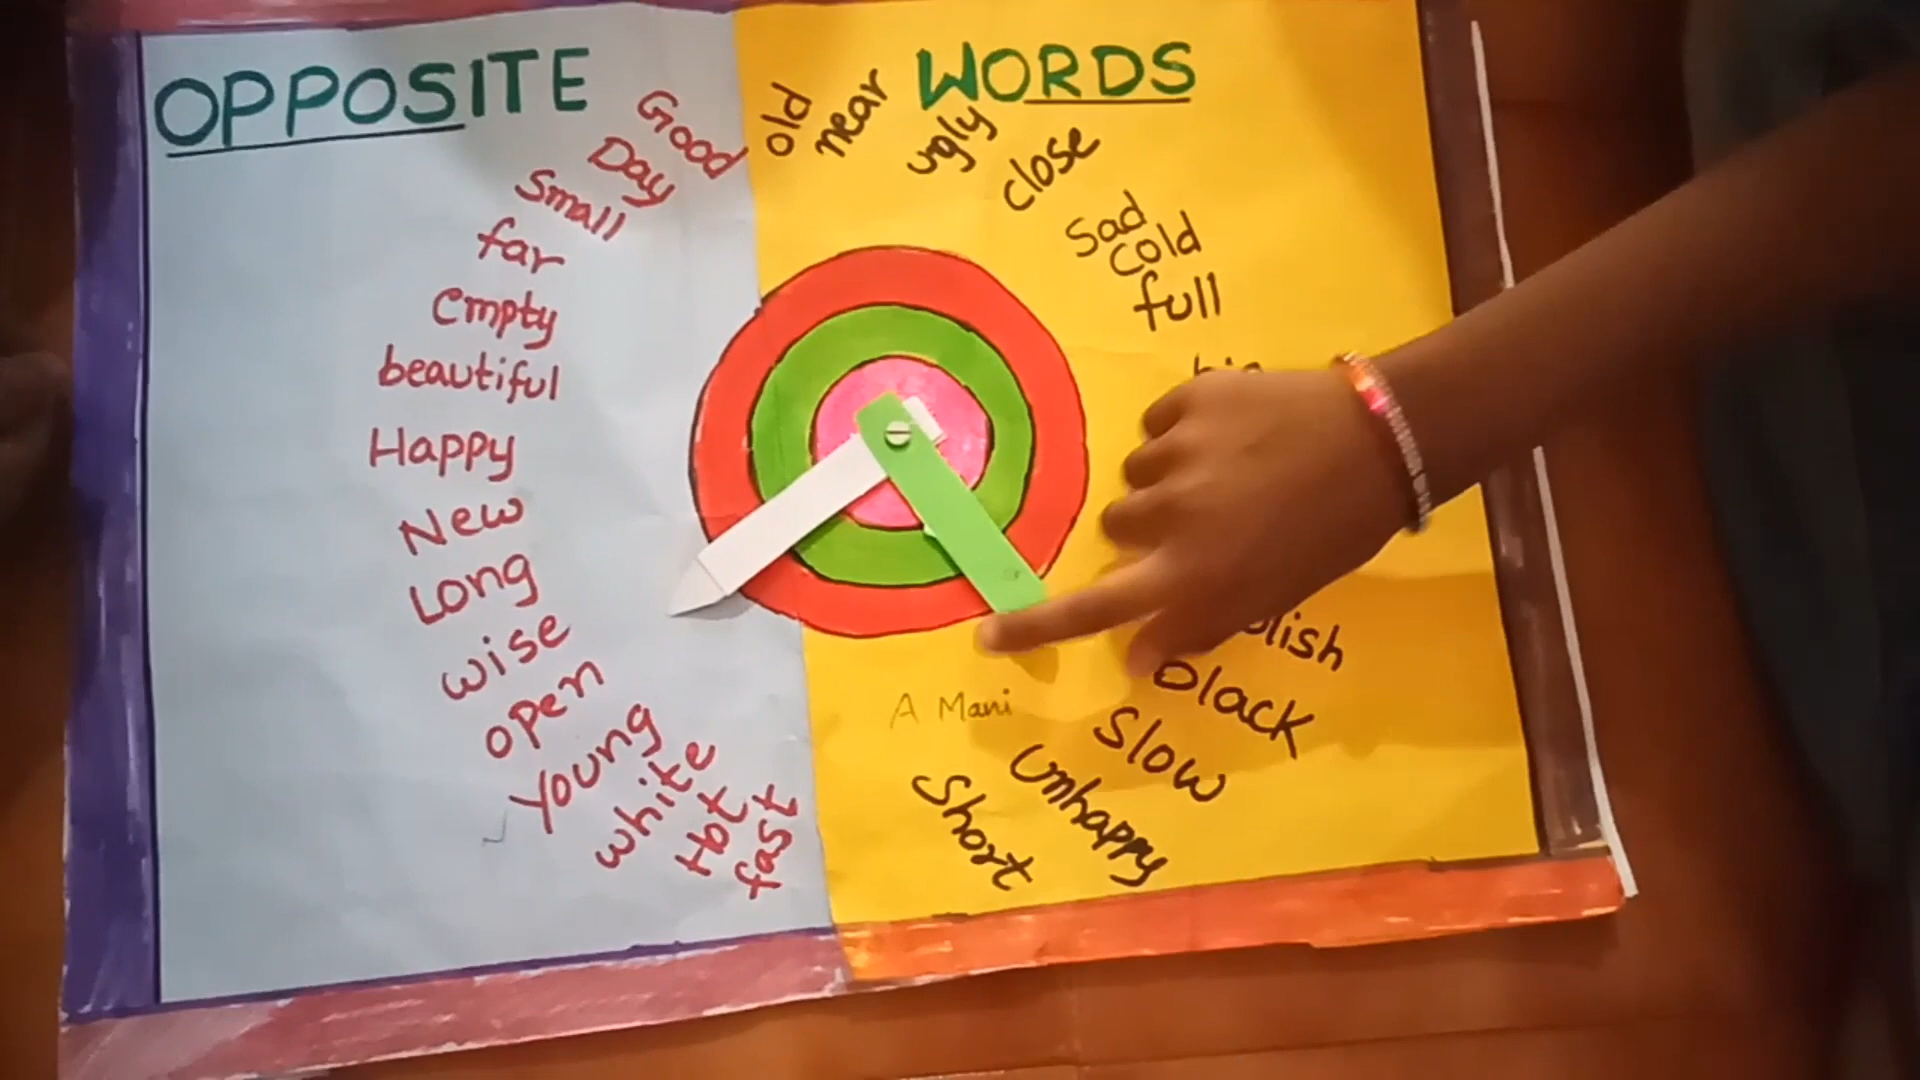 OPPOSITE WORDS
Good
Day
Small
far
Empty
beautiful
Happy
New
Long
wise
open
Young
white
Hot
fast
old
near
ugly
close
Sad
cold
full
black
Slow
Unhappy
Short
A Mani